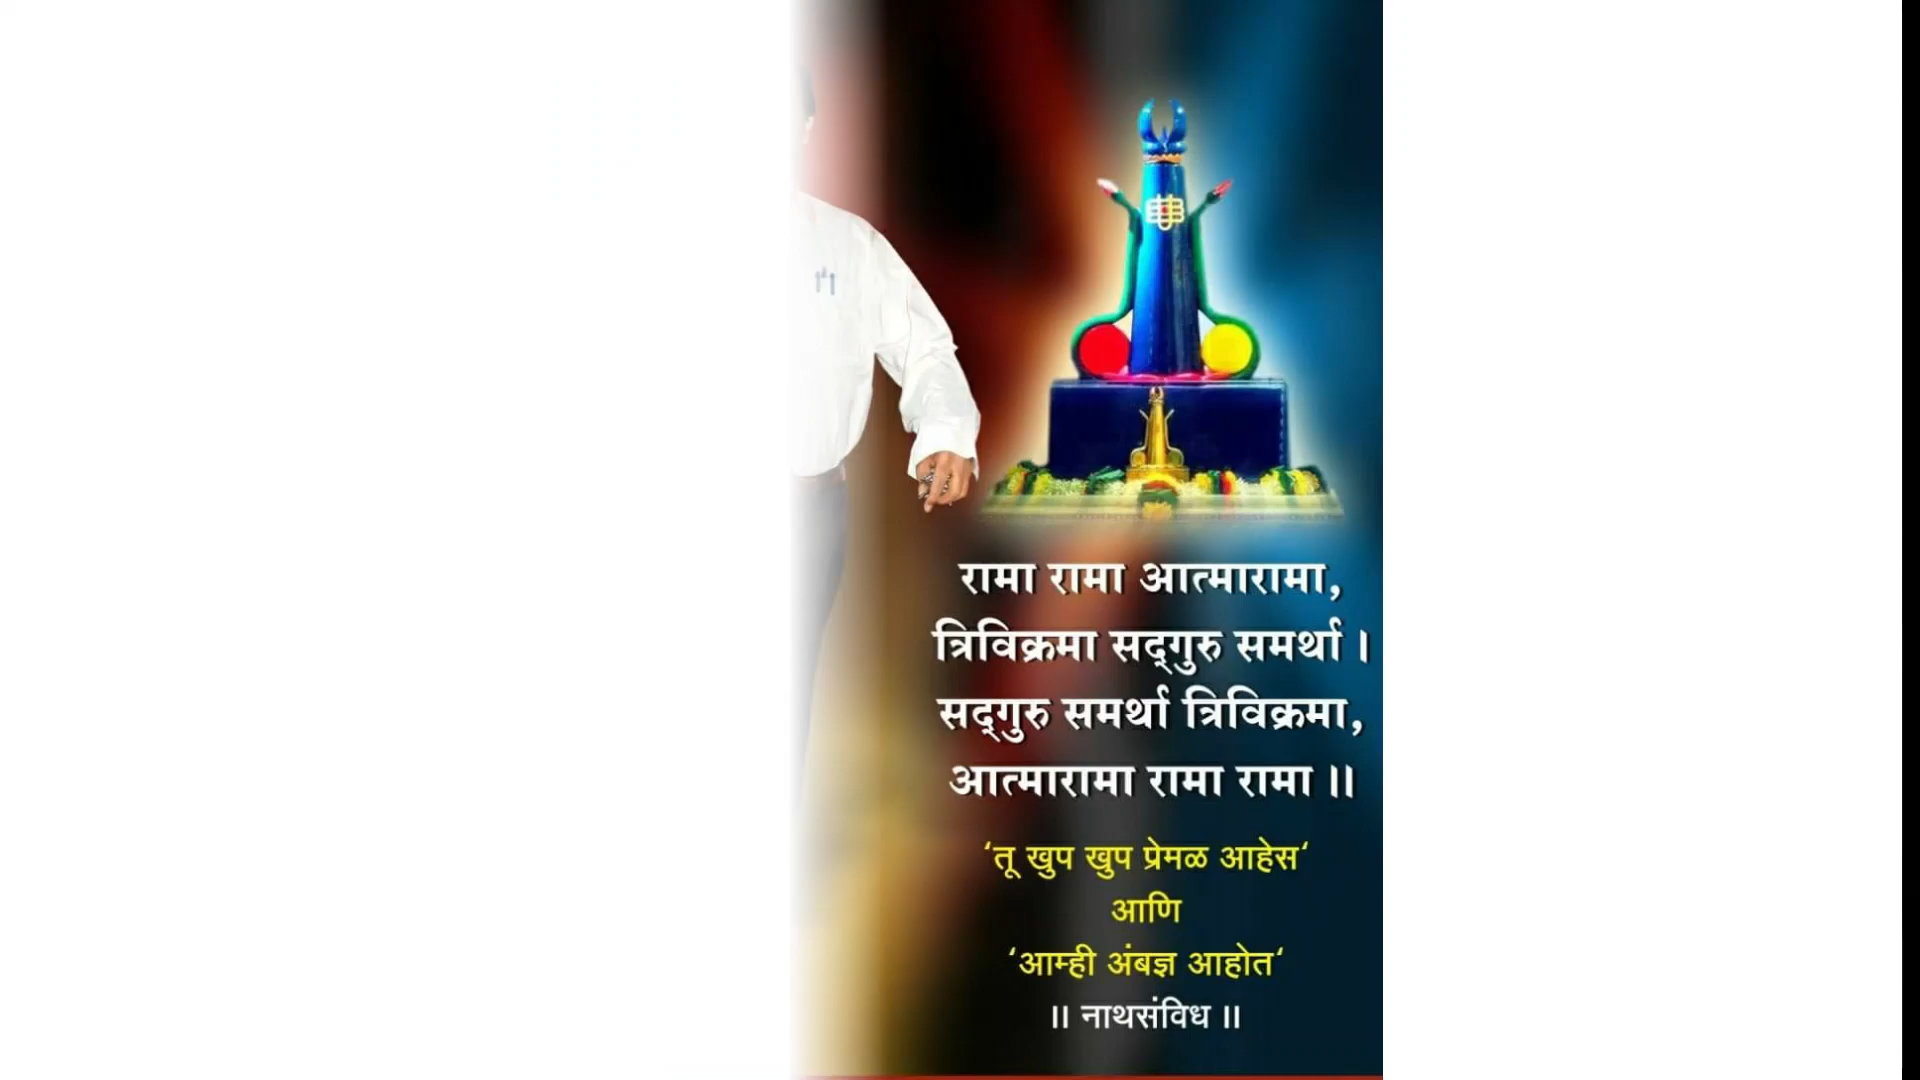 रामा रामा आत्मारामा,
त्रिविक्रमा सद्‌गुरु समर्था ।
सद्‌गुरु समर्था त्रिविक्रमा,
आत्मारामा रामा रामा ।।
‘तू खुप खुप प्रेमळ आहेस‘
आणि
‘आम्ही अंबज्ञ आहोत‘
॥ नाथसंविध ॥